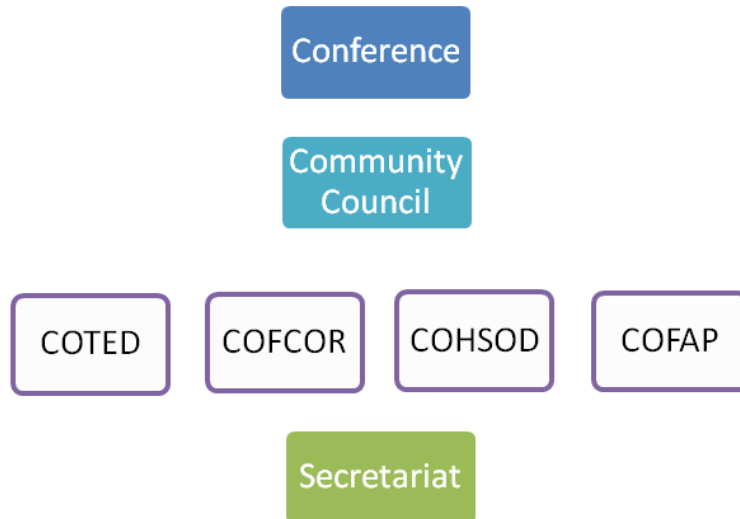 Conference
Community
Council
COTED
COFCOR
COHSOD
COFAP
Secretariat